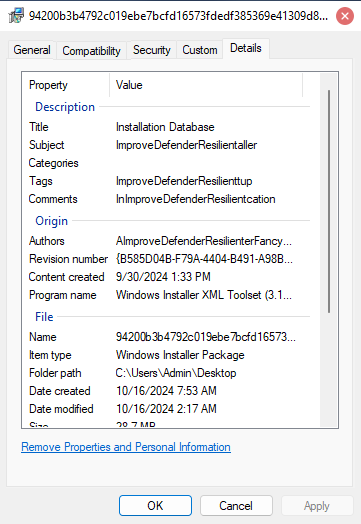 94200b3b4792c019ebe7bcfd16573fdedf385369e41309d8...
General Compatibility Security Custom Details
Property Value
Description
Title Installation Database
Subject ImproveDefenderResilientaller
Categories
Tags ImproveDefenderResilienttup
Comments InImproveDefenderResilientcation
Origin
Authors AImproveDefenderResilienterFancy...
Revision number {B585D04B-F79A-4404-B491-A98B...
Content created 9/30/2024 1:33 PM
Program name Windows Installer XML Toolset (3.1...
File
Name 94200b3b4792c019ebe7bcfd16573...
Item type Windows Installer Package
Folder path C:\Users\Admin\Desktop
Date created 10/16/2024 7:53 AM
Date modified 10/16/2024 2:17 AM
Size 28.7 MB
Remove Properties and Personal Information
OK Cancel Apply